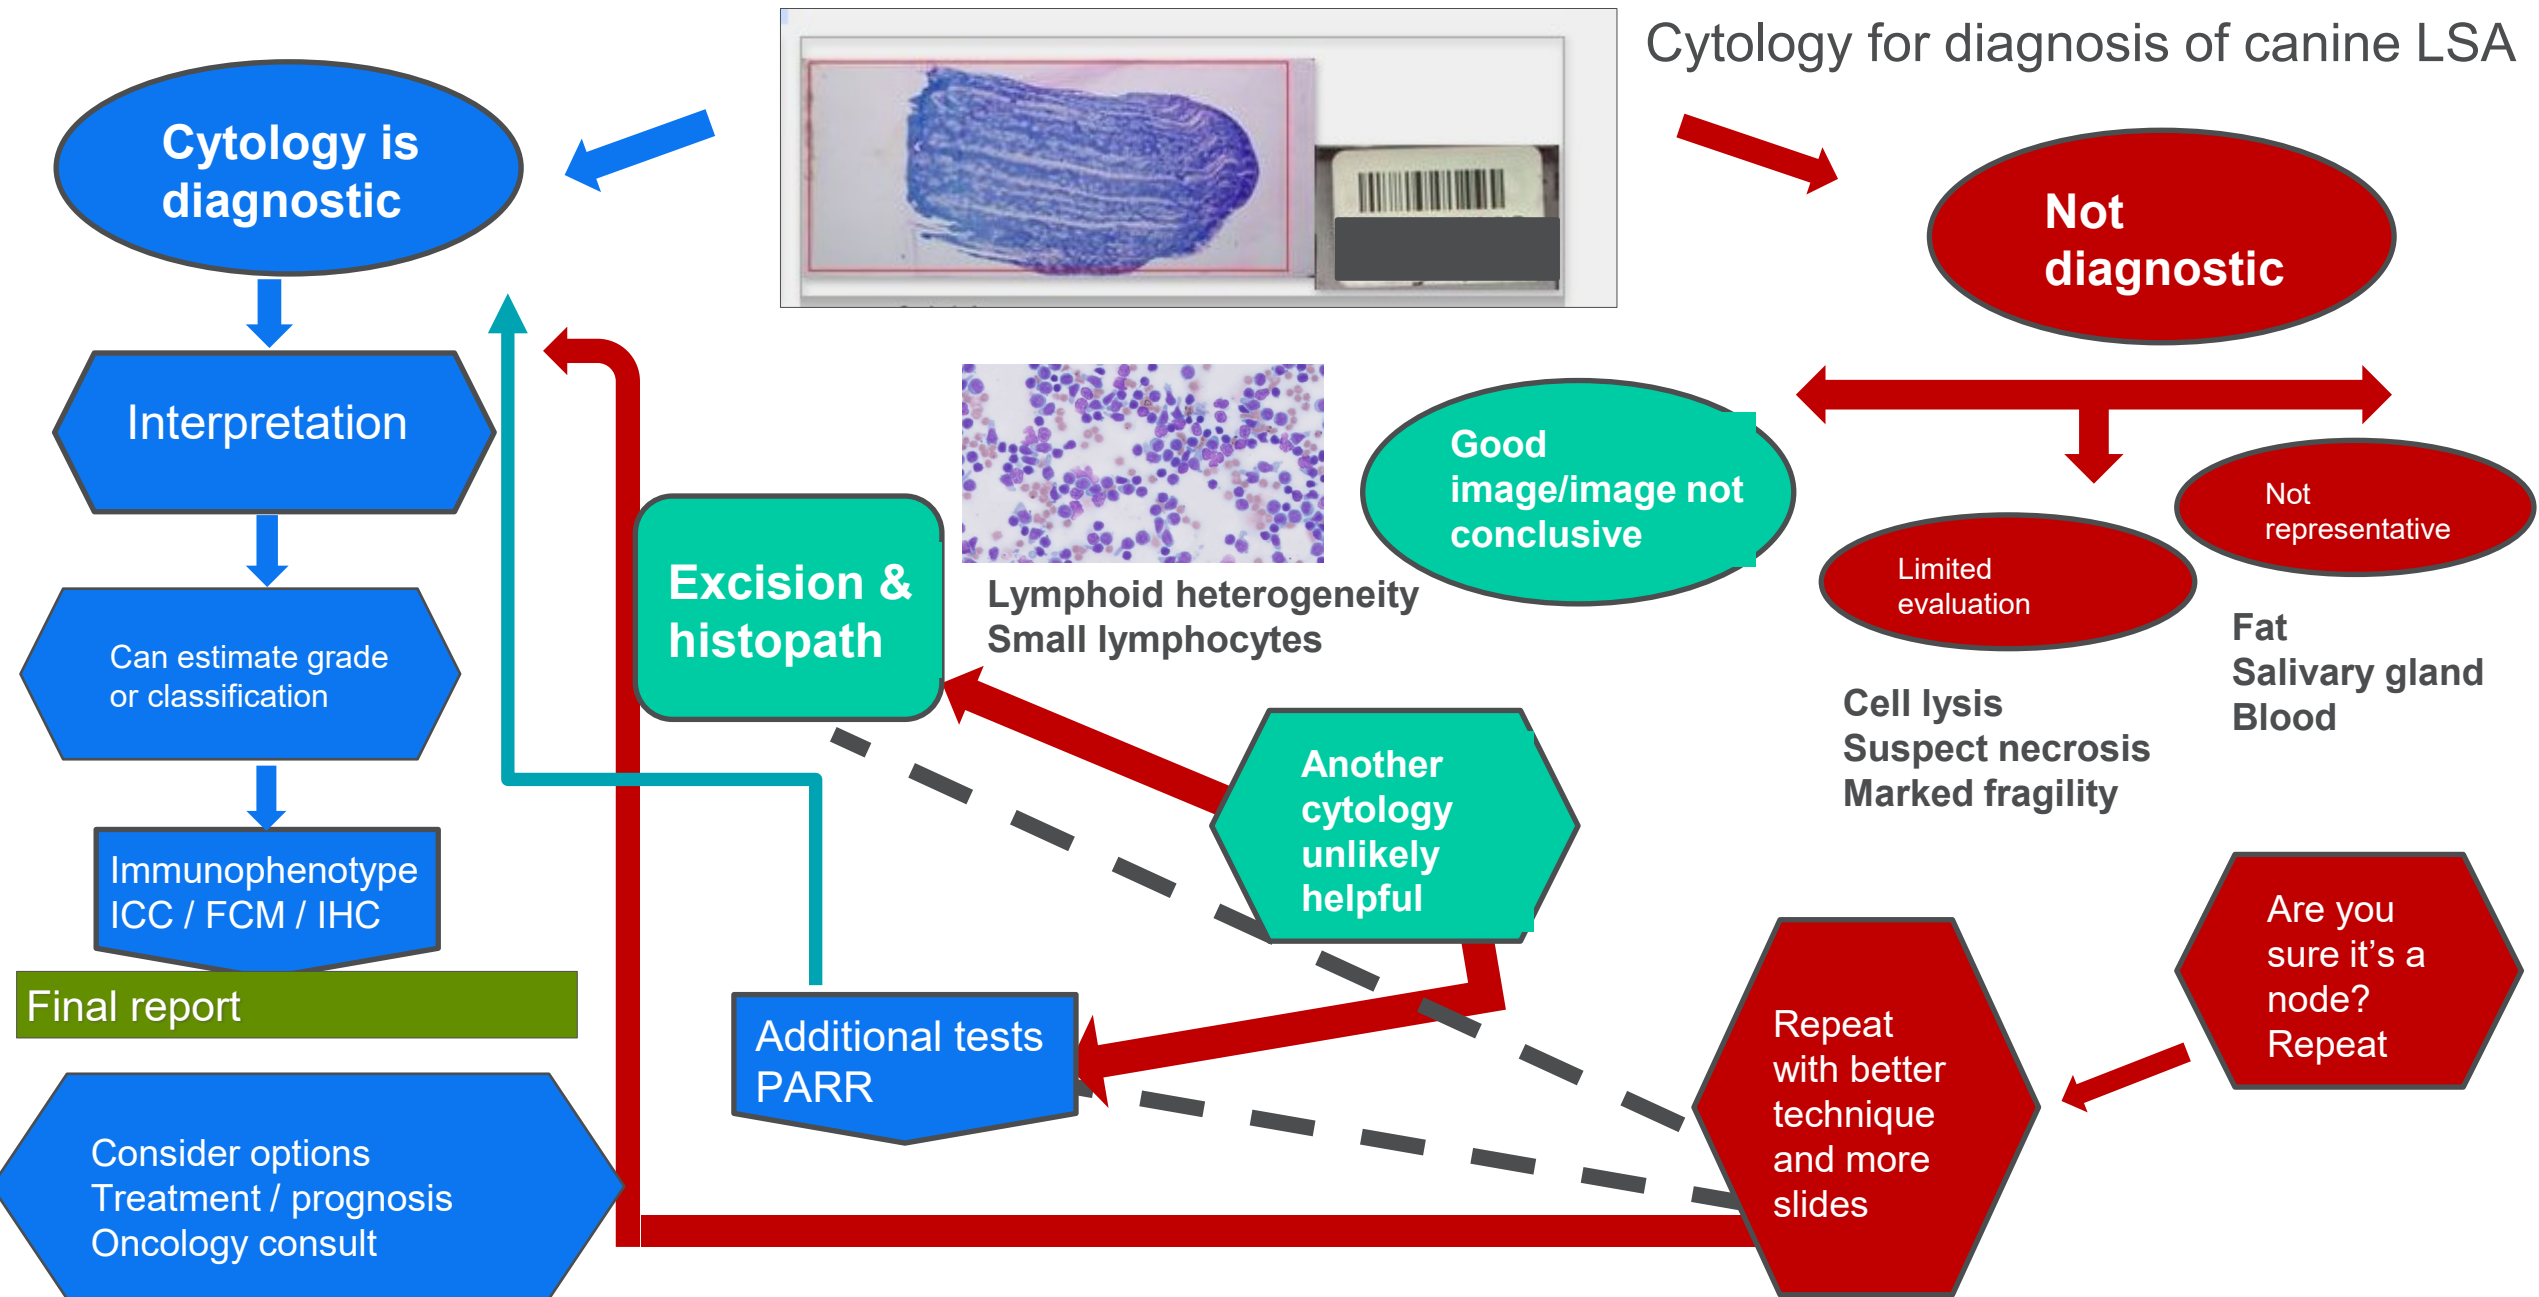 Cytology for diagnosis of canine LSA
Cytology is
diagnostic
Not
diagnostic
Interpretation
Good
image/image not
conclusive
Not
representative
Limited
evaluation
Excision &
histopath
Lymphoid heterogeneity
Small lymphocytes
Can estimate grade
or classification
Fat
Salivary gland
Blood
Cell lysis
Suspect necrosis
Marked fragility
Another
cytology
unlikely
helpful
Immunophenotype
ICC / FCM / IHC
Are you
sure it’s a
node?
Repeat
Final report
Additional tests
PARR
Repeat
with better
technique
and more
slides
Consider options
Treatment / prognosis
Oncology consult